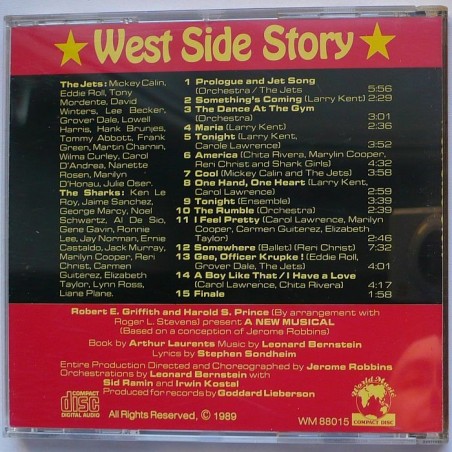 West Side Story
The Jets: Mickey Calin,
Eddie Roll, Tony
Mordente, David
Winters, Lee Becker,
Grover Dale, Lowell
Harris, Hank Brunjes,
Tommy Abbott, Frank
Green, Martin Charnin,
Wilma Curley, Carol
D'Andrea, Nanette
Rosen, Marilyn
D'Honau, Julie Oser.
The Sharks: Ken Le
Roy, Jaime Sanchez,
George Marcy, Noel
Schwartz, Al De Sio,
Gene Gavin, Ronnie
Lee, Jay Norman, Ernie
Castaldo, Jack Murray,
Marilyn Cooper, Reri
Christ, Carmen
Guiterez, Elizabeth
Taylor, Lynn Ross,
Liane Plane.
1 Prologue and Jet Song
(Orchestra / The Jets 5:56
2 Something's Coming (Larry Kent) 2:29
3 The Dance At The Gym
(Orchestra) 3:01
4 Maria (Larry Kent) 2:36
5 Tonight (Larry Kent,
Carole Lawrence) 3:52
6 America (Chita Rivera, Marylin Cooper,
Reri Christ and Shark Girls)
7 Cool (Mickey Calin and The Jets) 3:58
8 One Hand, One Heart (Larry Kent,
Carol Lawrence) 2:59
9 Tonight (Ensemble) 3:39
10 The Rumble (Orchestra) 2:39
11 I Feel Pretty (Carol Lawrence, Marilyn
Cooper, Carmen Guiterez, Elizabeth
Taylor) 2:46
12 Somewhere (Ballet) (Reri Christ) 7:32
13 Gee, Officer Krupke ! (Eddie Roll,
Grover Dale, The Jets) 4:01
14 A Boy Like That / I Have a Love
(Carol Lawrence, Chita Rivera) 4:17
15 Finale 1:58
Robert E. Griffith and Harold S. Prince (By arrangement with
Roger L. Stevens) present A NEW MUSICAL
(Based on a conception of Jerome Robbins)
Book by Arthur Laurents Music by Leonard Bernstein
Lyrics by Stephen Sondheim
Entire Production Directed and Choreographed by Jerome Robbins
Orchestrations by Leonard Bernstein with
Sid Ramin and Irwin Kostal
Produced for records by Goddard Lieberson
COMPACT
disc
DIGITAL AUDIO
All Rights Reserved, © 1989
WM 88015
World Music
COMPACT DISC